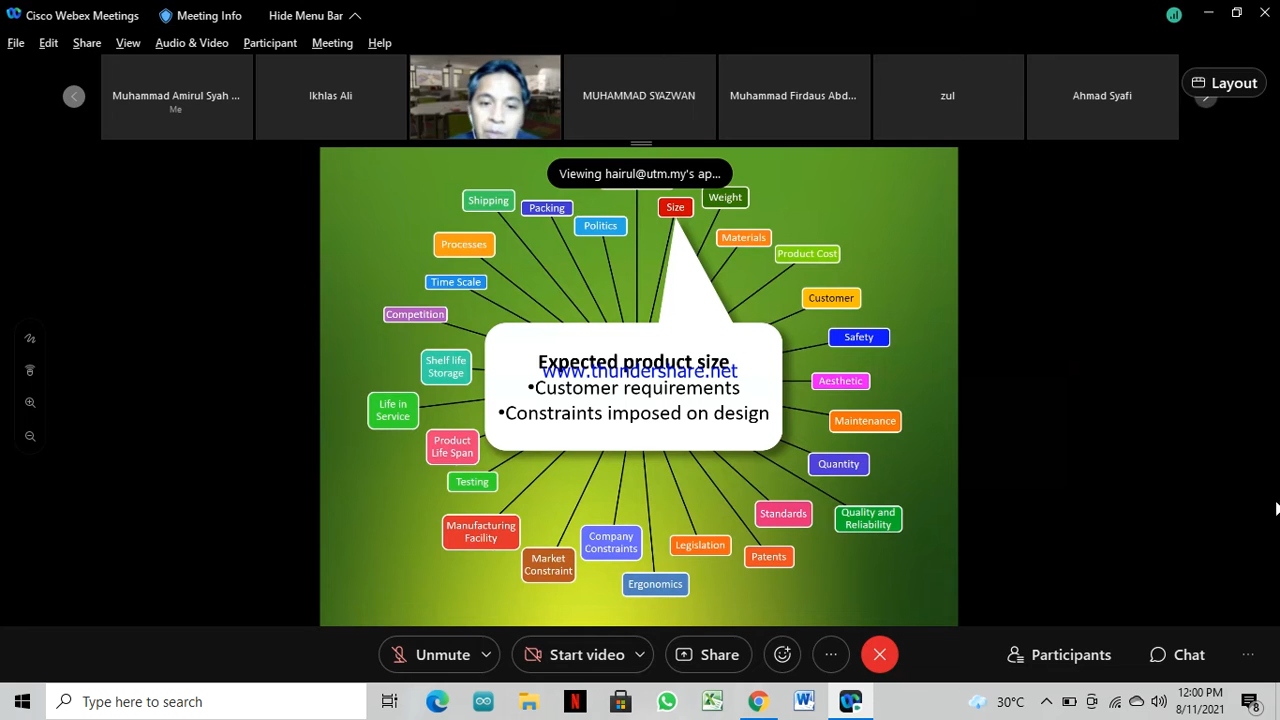 Cisco Webex Meetings
Meeting Info
Hide Menu Bar
File Edit Share View Audio & Video Participant Meeting Help
Muhammad Amirul Syah ...
Me
Ikhlas Ali
MUHAMMAD SYAZWAN
Muhammad Firdaus Abd...
zul
Ahmad Syafi
Layout
Viewing hairul@utm.my's ap...
Shipping
Packing
Politics
Size
Weight
Processes
Materials
Product Cost
Time Scale
Customer
Competition
Safety
Shelf life
Storage
Expected product size
www.thundershare.net
•Customer requirements
•Constraints imposed on design
Aesthetic
Life in
Service
Maintenance
Product
Life Span
Quantity
Testing
Standards
Quality and
Reliability
Manufacturing
Facility
Company
Constraints
Legislation
Patents
Market
Constraint
Ergonomics
Unmute
Start video
Share
Participants
Chat
Type here to search
30°C
12:00 PM
8/11/2021
8